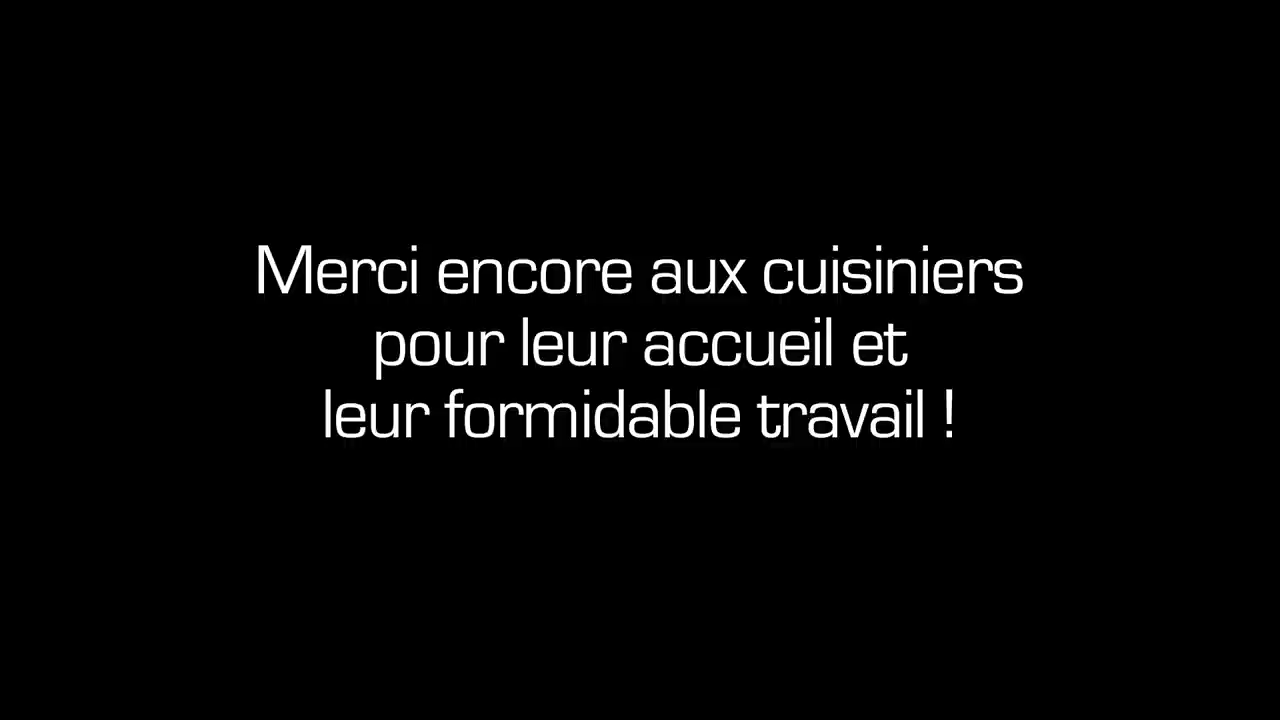 Merci encore aux cuisiniers
pour leur accueil et
leur formidable travail !